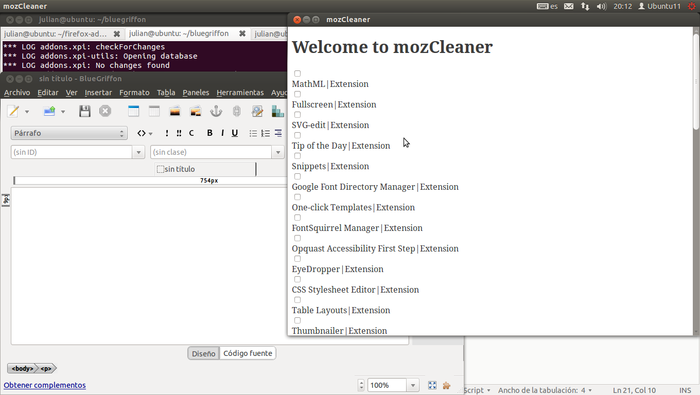 mozCleaner
es
20:12
Ubuntu11
julian@ubuntu: ~/bluegriffon
julian@ubuntu: ~/firefox-ad...
julian@ubuntu: ~/bluegriffon
julian@ubu
*** LOG addons.xpi: checkForChanges
*** LOG addons.xpi-utils: Opening database
*** LOG addons.xpi: No changes found
sin título - BlueGriffon
Archivo Editar Ver Insertar Formato Tabla Paneles Herramientas
Párrafo
<> ! !! C B I U
(sin ID)
(sin clase)
sin título
754px
Diseño
Código fuente
<body> <p>
Obtener complementos
100%
mozCleaner
Welcome to mozCleaner
MathML|Extension
Fullscreen|Extension
SVG-edit|Extension
Tip of the Day|Extension
Snippets|Extension
Google Font Directory Manager|Extension
One-click Templates|Extension
FontSquirrel Manager|Extension
Opquast Accessibility First Step|Extension
EyeDropper|Extension
CSS Stylesheet Editor|Extension
Table Layouts|Extension
Thumbnailer|Extension
Script
Ancho de la tabulación: 4
Ln 21, Col 10
INS